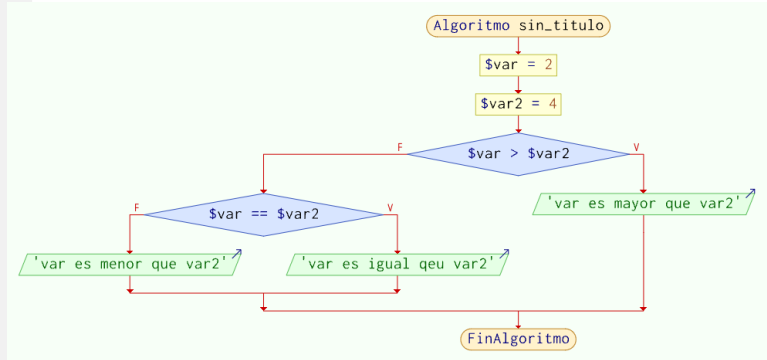 Algoritmo sin_titulo
$var = 2
$var2 = 4
F
$var > $var2
V
F
$var == $var2
V
'var es mayor que var2'
'var es menor que var2'
'var es igual qeu var2'
FinAlgoritmo